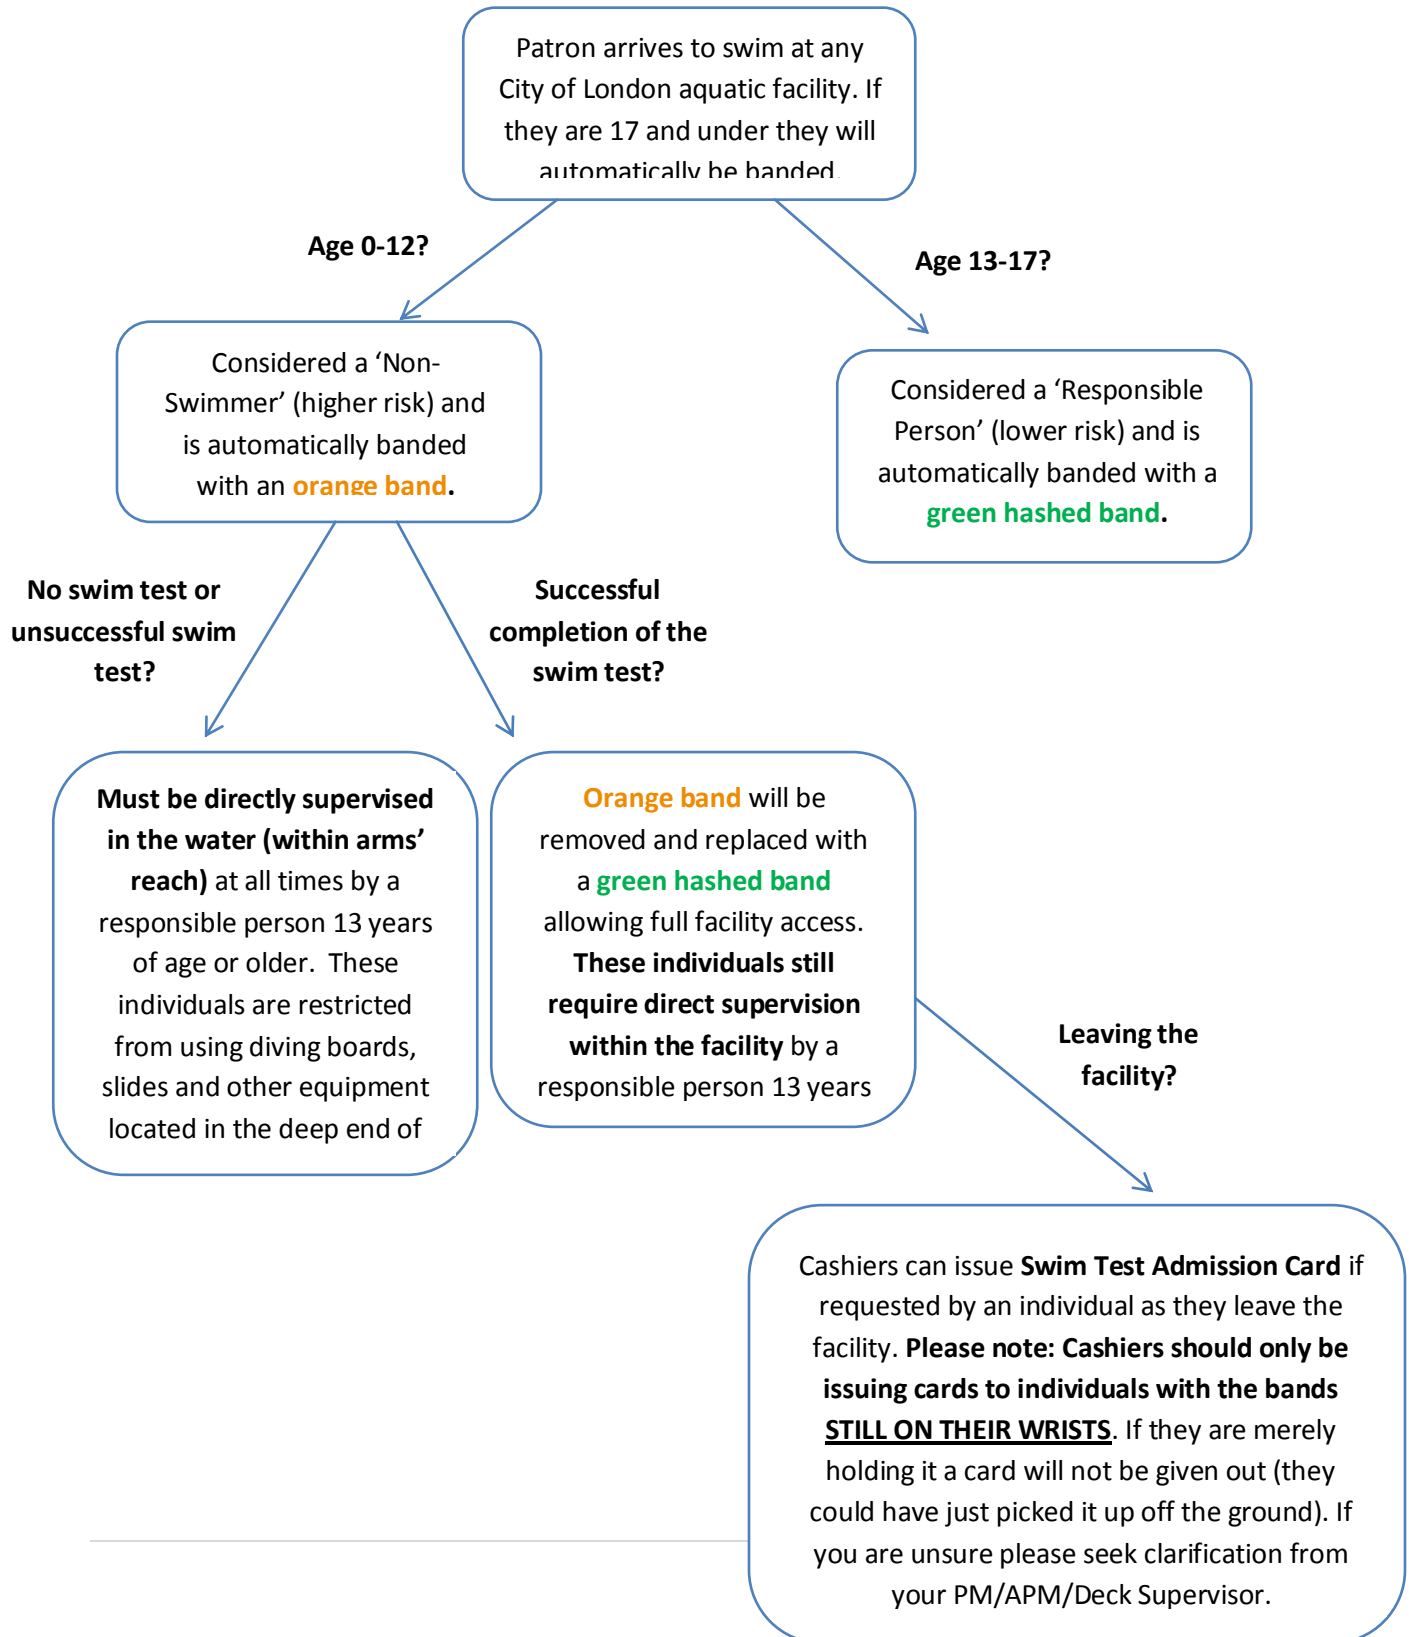 Patron arrives to swim at any
City of London aquatic facility. If
they are 17 and under they will
automatically be banded.
Age 0-12?
Age 13-17?
Considered a ‘Non-
Swimmer’ (higher risk) and
is automatically banded
with an orange band.
Considered a ‘Responsible
Person’ (lower risk) and is
automatically banded with a
green hashed band.
No swim test or
unsuccessful swim
test?
Successful
completion of the
swim test?
Must be directly supervised
in the water (within arms’
reach) at all times by a
responsible person 13 years
of age or older.  These
individuals are restricted
from using diving boards,
slides and other equipment
located in the deep end of
Orange band will be
removed and replaced with
a green hashed band
allowing full facility access.
These individuals still
require direct supervision
within the facility by a
responsible person 13 years
Leaving the
facility?
Cashiers can issue Swim Test Admission Card if
requested by an individual as they leave the
facility. Please note: Cashiers should only be
issuing cards to individuals with the bands
STILL ON THEIR WRISTS. If they are merely
holding it a card will not be given out (they
could have just picked it up off the ground). If
you are unsure please seek clarification from
your PM/APM/Deck Supervisor.